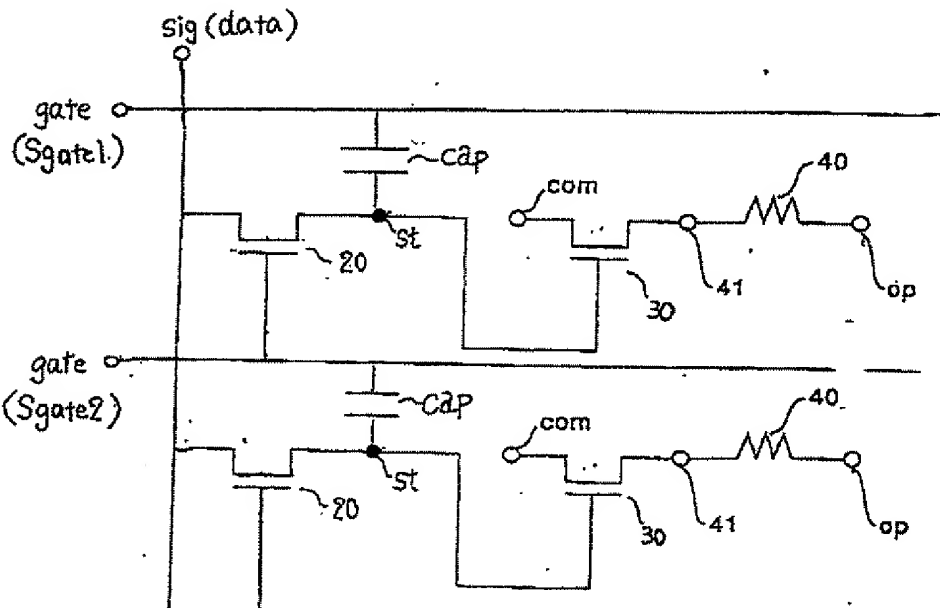 sig (data)
gate
(Sgate1.)
cap
com
40
st
20
30
41
op
gate
(Sgate2)
cap
com
40
st
20
30
41
op